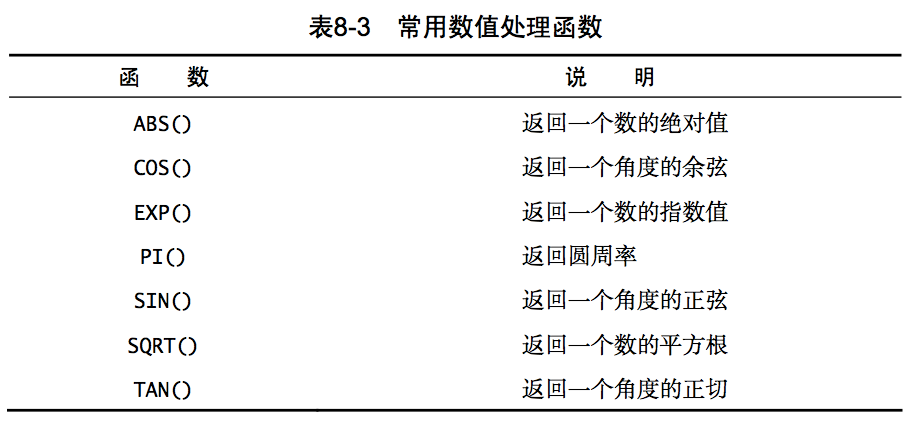 表8-3 常用数值处理函数
函 数 说 明
ABS() 返回一个数的绝对值
COS() 返回一个角度的余弦
EXP() 返回一个数的指数值
PI() 返回圆周率
SIN() 返回一个角度的正弦
SQRT() 返回一个数的平方根
TAN() 返回一个角度的正切